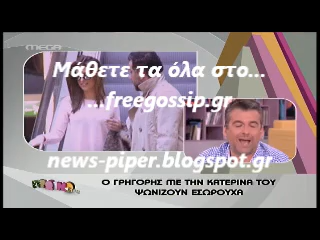 MEGA
Μάθετε τα όλα στο...
...freegossip.gr
news-piper.blogspot.gr
Ο ΓΡΗΓΟΡΗΣ ΜΕ ΤΗΝ ΚΑΤΕΡΙΝΑ ΤΟΥ
ΨΩΝΙΖΟΥΝ ΕΣΩΡΟΥΧΑ